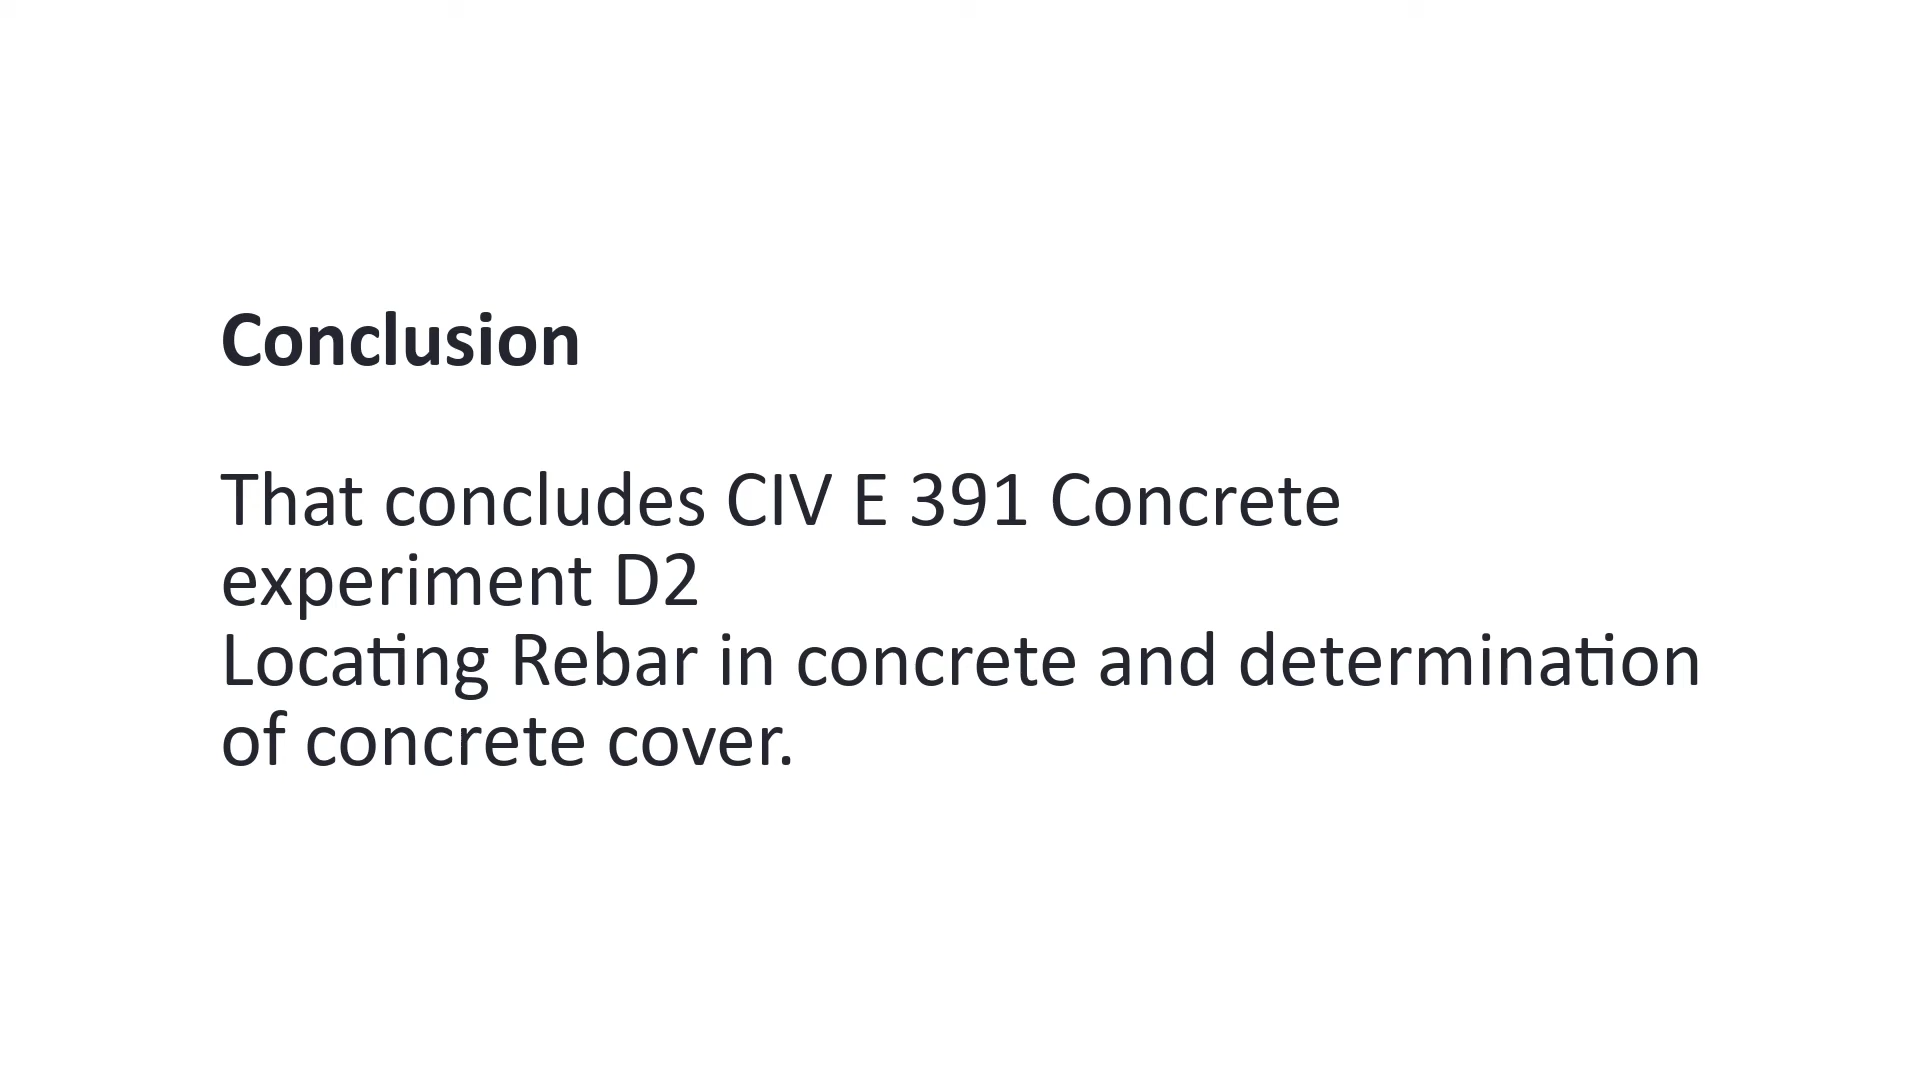 Conclusion
That concludes CIV E 391 Concrete
experiment D2
Locating Rebar in concrete and determination
of concrete cover.